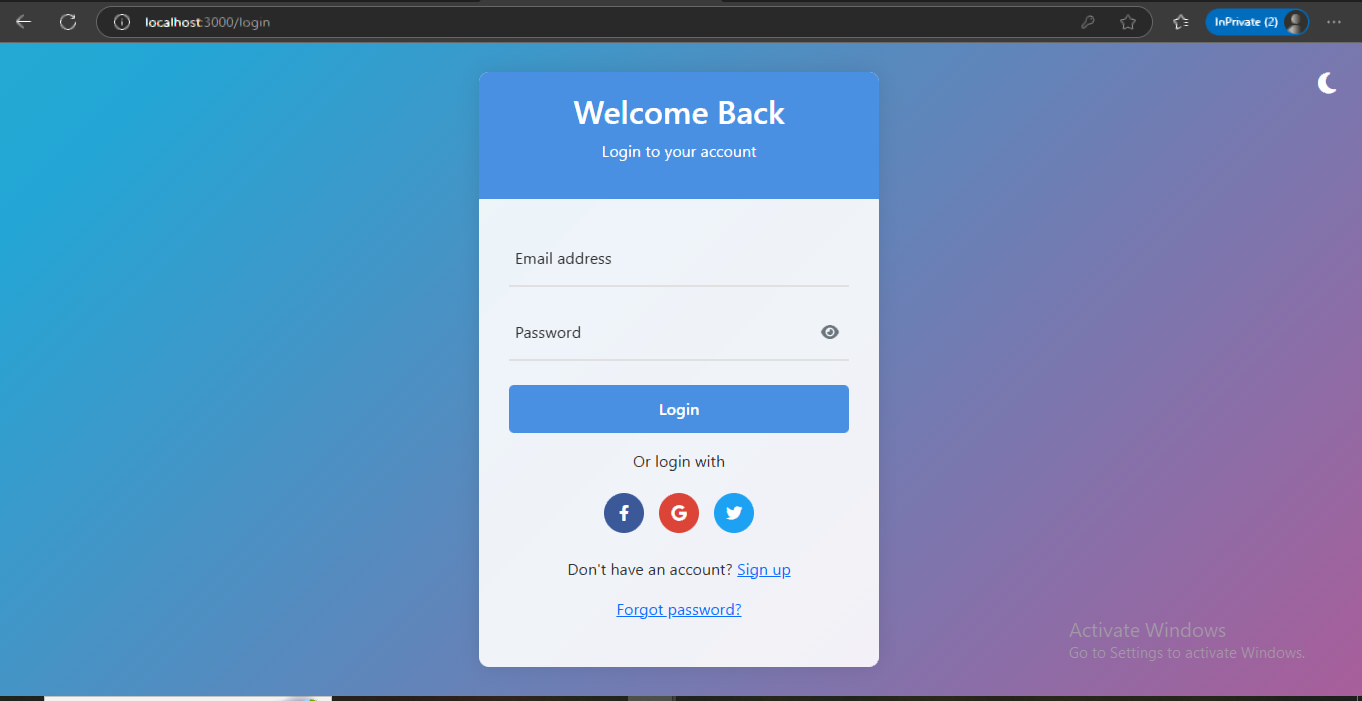 localhost:3000/login
InPrivate (2)
Welcome Back
Login to your account
Email address
Password
Login
Or login with
Don't have an account? Sign up
Forgot password?
Activate Windows
Go to Settings to activate Windows.